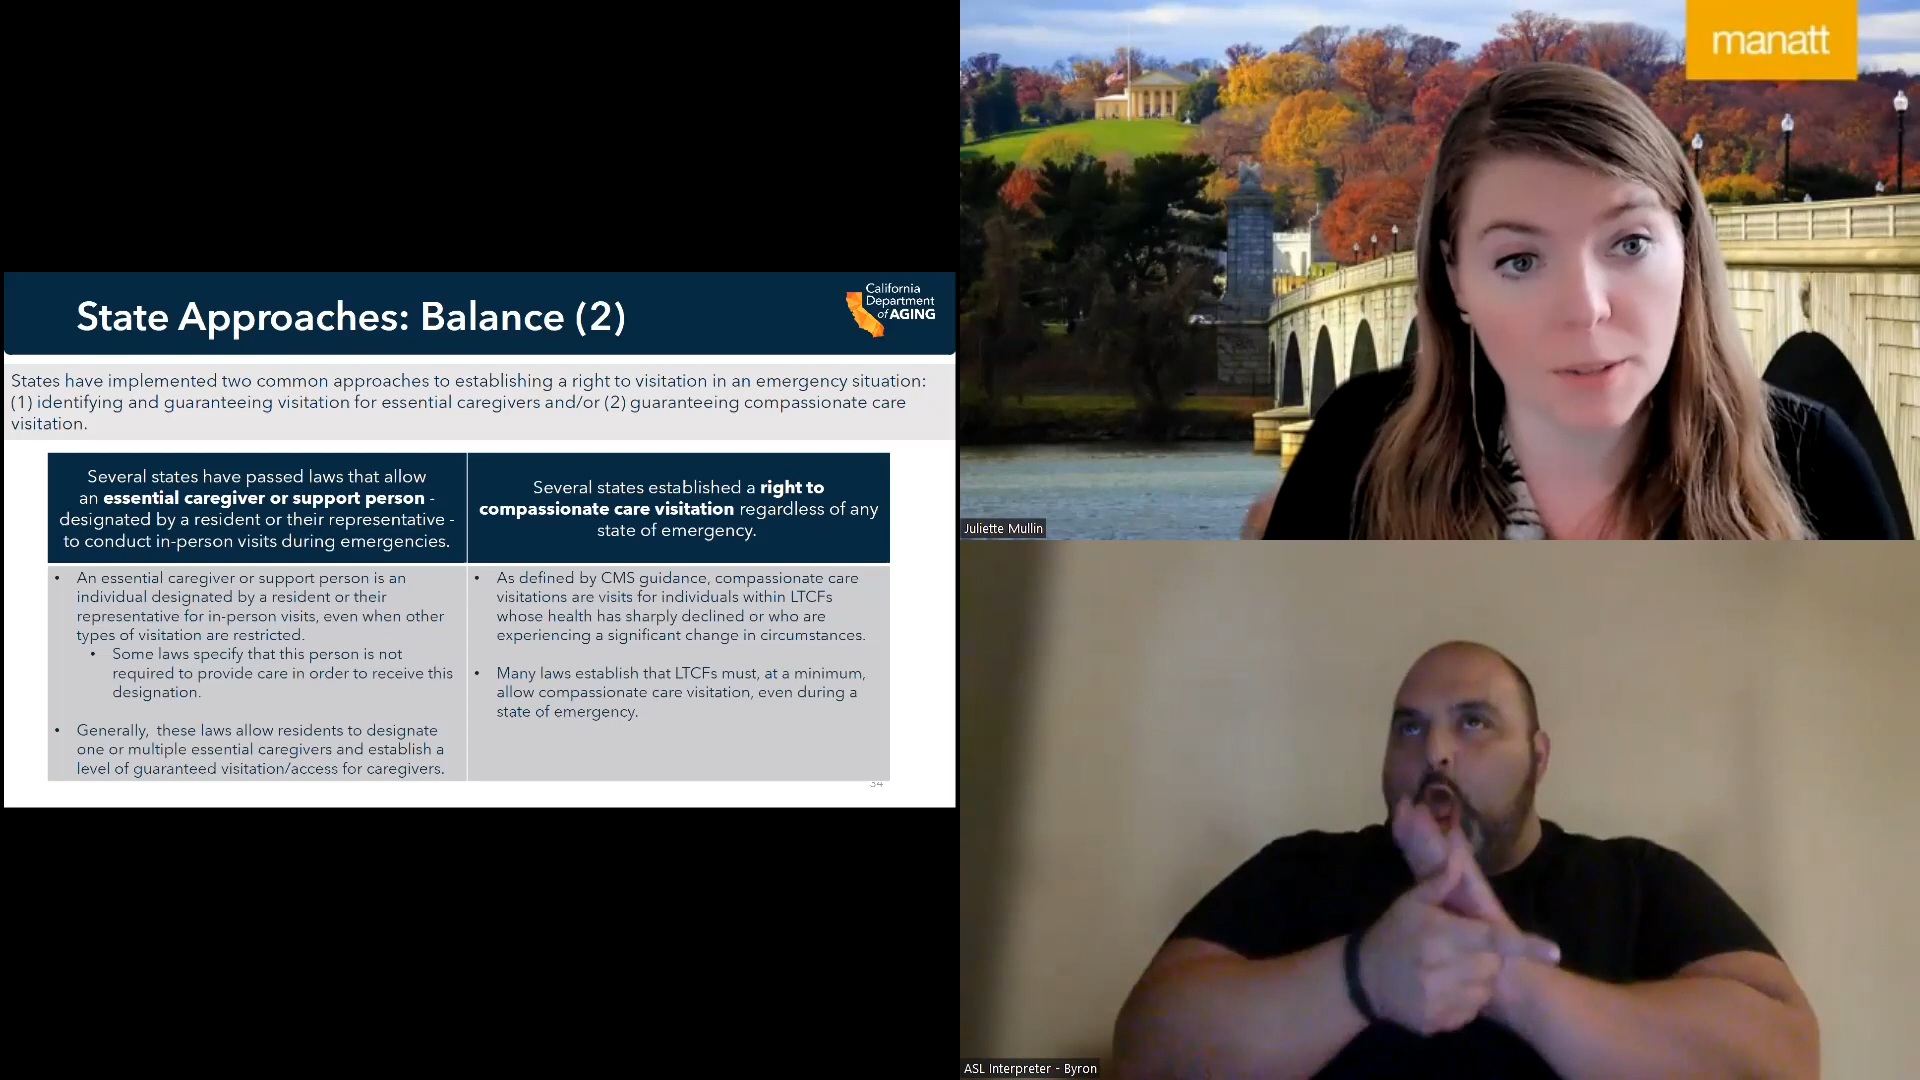 State Approaches: Balance (2)
California
Department
of AGING
States have implemented two common approaches to establishing a right to visitation in an emergency situation:
(1) identifying and guaranteeing visitation for essential caregivers and/or (2) guaranteeing compassionate care
visitation.
Several states have passed laws that allow
an essential caregiver or support person -
designated by a resident or their representative -
to conduct in-person visits during emergencies.
• An essential caregiver or support person is an
individual designated by a resident or their
representative for in-person visits, even when other
types of visitation are restricted.
• Some laws specify that this person is not
required to provide care in order to receive this
designation.
• Generally, these laws allow residents to designate
one or multiple essential caregivers and establish a
level of guaranteed visitation/access for caregivers.
Several states established a right to
compassionate care visitation regardless of any
state of emergency.
• As defined by CMS guidance, compassionate care
visitations are visits for individuals within LTCFs
whose health has sharply declined or who are
experiencing a significant change in circumstances.
• Many laws establish that LTCFs must, at a minimum,
allow compassionate care visitation, even during a
state of emergency.
34
manatt
Juliette Mullin
ASL Interpreter - Byron